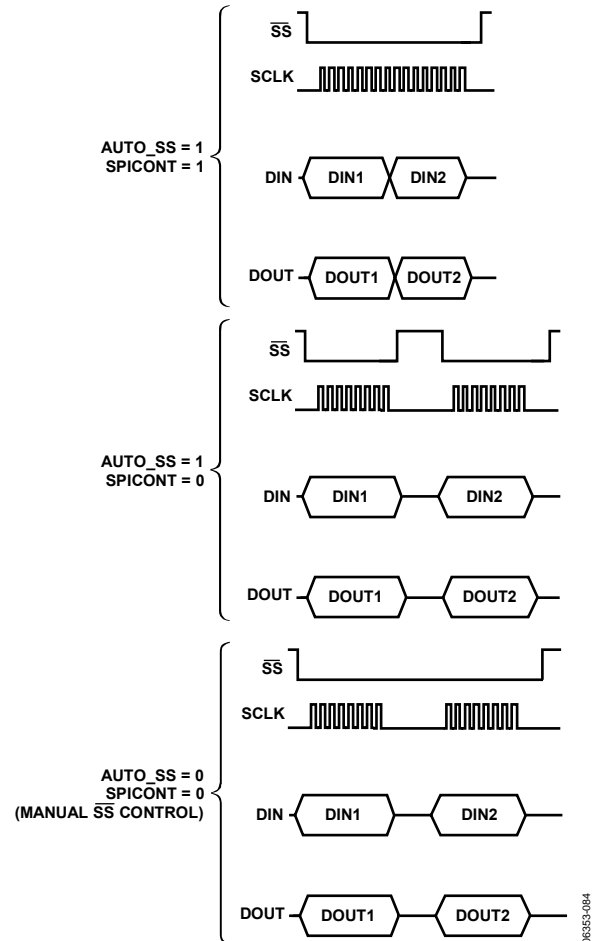 SS
SCLK
AUTO_SS = 1
SPICONT = 1
DIN DIN1 DIN2
DOUT DOUT1 DOUT2
SS
SCLK
AUTO_SS = 1
SPICONT = 0
DIN DIN1 DIN2
DOUT DOUT1 DOUT2
SS
SCLK
AUTO_SS = 0
SPICONT = 0
(MANUAL SS CONTROL)
DIN DIN1 DIN2
DOUT DOUT1 DOUT2
06353-084